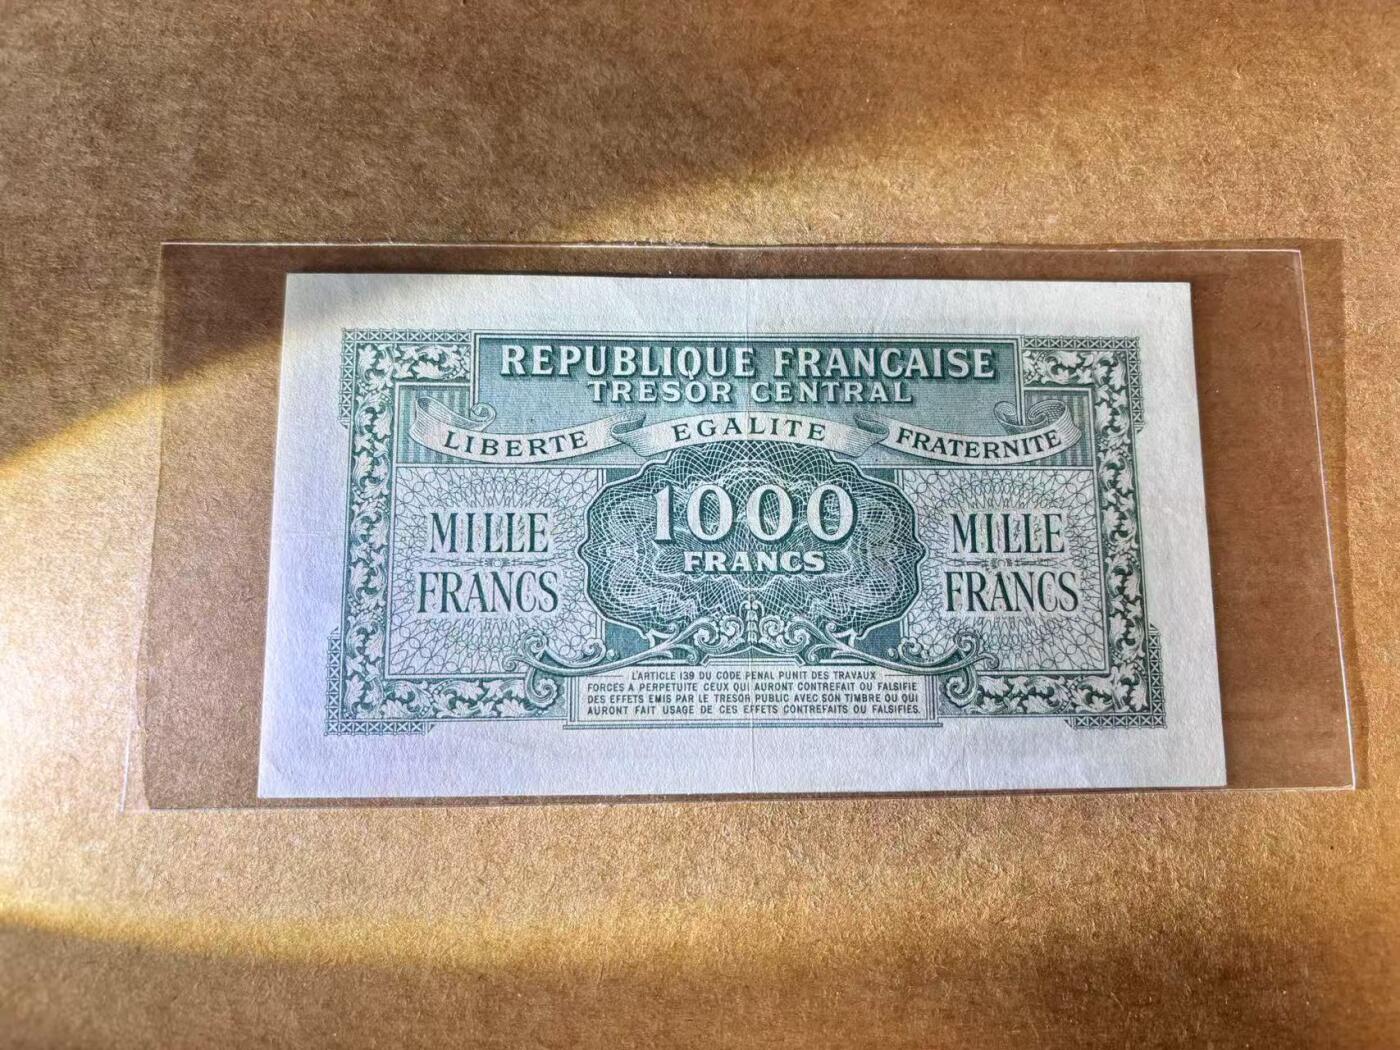 REPUBLIQUE FRANCAISE
TRESOR CENTRAL
LIBERTE EGALITE FRATERNITE
1000
FRANCS
MILLE
FRANCS
MILLE
FRANCS
L'ARTICLE 139 DU CODE PENAL PUNIT DES TRAVAUX
FORCES A PERPETUITE CEUX QUI AURONT CONTREFAIT OU FALSIFIE
DES EFFETS EMIS PAR LE TRESOR PUBLIC AVEC SON TIMBRE OU QUI
AURONT FAIT USAGE DE CES EFFETS CONTREFAITS OU FALSIFIES.